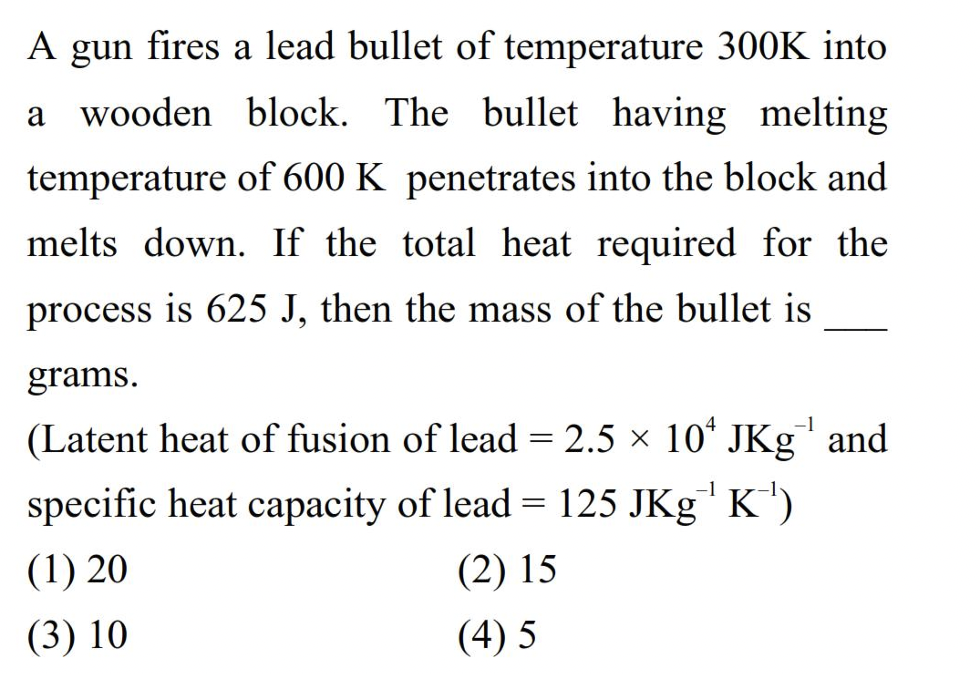 A gun fires a lead bullet of temperature 300K into
a wooden block. The bullet having melting
temperature of 600 K penetrates into the block and
melts down. If the total heat required for the
process is 625 J, then the mass of the bullet is ___
grams.
(Latent heat of fusion of lead = 2.5 × 10⁴ JKg⁻¹ and
specific heat capacity of lead = 125 JKg⁻¹ K⁻¹)
(1) 20 (2) 15
(3) 10 (4) 5